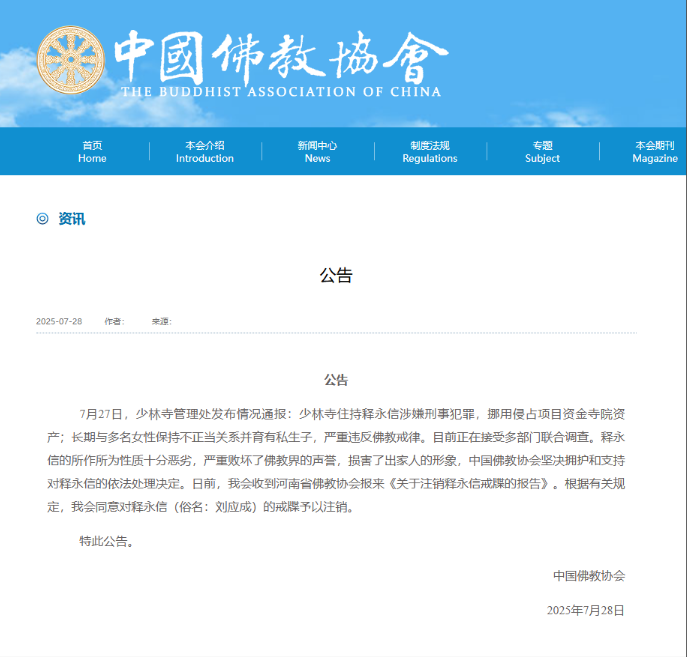 中國佛教協會
THE BUDDHIST ASSOCIATION OF CHINA
首页 本会介绍 新闻中心 制度法规 专题 本会期刊
Home Introduction News Regulations Subject Magazine
资讯
公告
2025-07-28 作者： 来源：
公告
7月27日，少林寺管理处发布情况通报：少林寺住持释永信涉嫌刑事犯罪，挪用侵占项目资金寺院资
产；长期与多名女性保持不正当关系并育有私生子，严重违反佛教戒律。目前正在接受多部门联合调查。释永
信的所作所为性质十分恶劣，严重败坏了佛教界的声誉，损害了出家人的形象，中国佛教协会坚决拥护和支持
对释永信的依法处理决定。日前，我会收到河南省佛教协会报来《关于注销释永信戒牒的报告》。根据有关规
定，我会同意对释永信（俗名：刘应成）的戒牒予以注销。
特此公告。
中国佛教协会
2025年7月28日